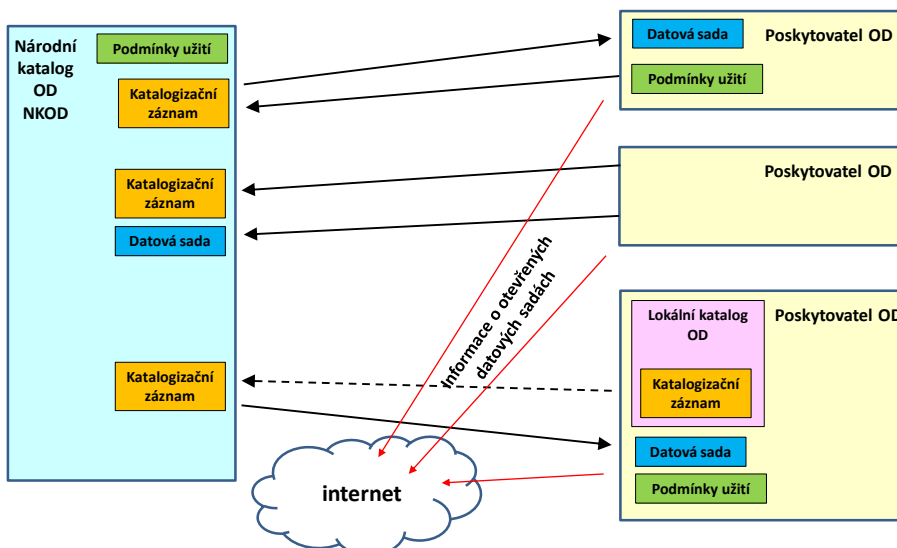 Národní
katalog
OD
NKOD
Podmínky užití
Katalogizační
záznam
Katalogizační
záznam
Datová sada
Katalogizační
záznam
Datová sada
Poskytovatel OD
Podmínky užití
Poskytovatel OD
Informace o otevřených
datových sadách
Lokální katalog
OD
Poskytovatel OD
Katalogizační
záznam
Datová sada
Podmínky užití
internet